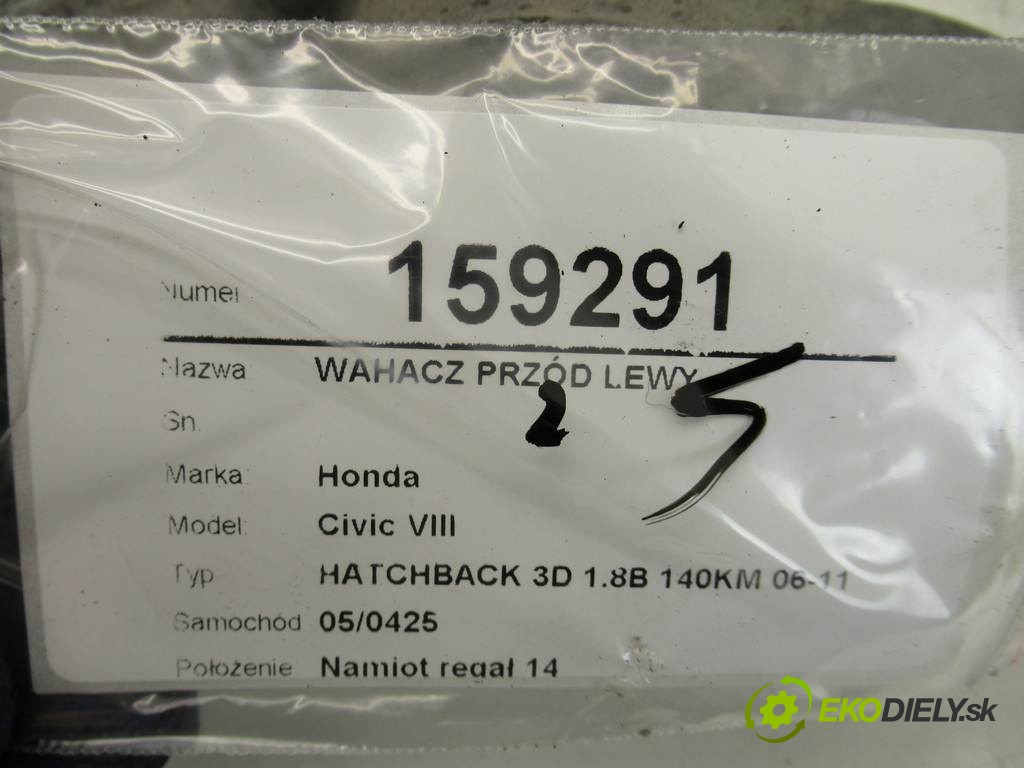 Numer 159291
Nazwa WAHACZ PRZÓD LEWY
2 5
Sn.
Marka: Honda
Model: Civic VIII
Typ HATCHBACK 3D 1.8B 140KM 06-11
Samochód 05/0425
Położenie Namiot regał 14
EKODIELY.sk